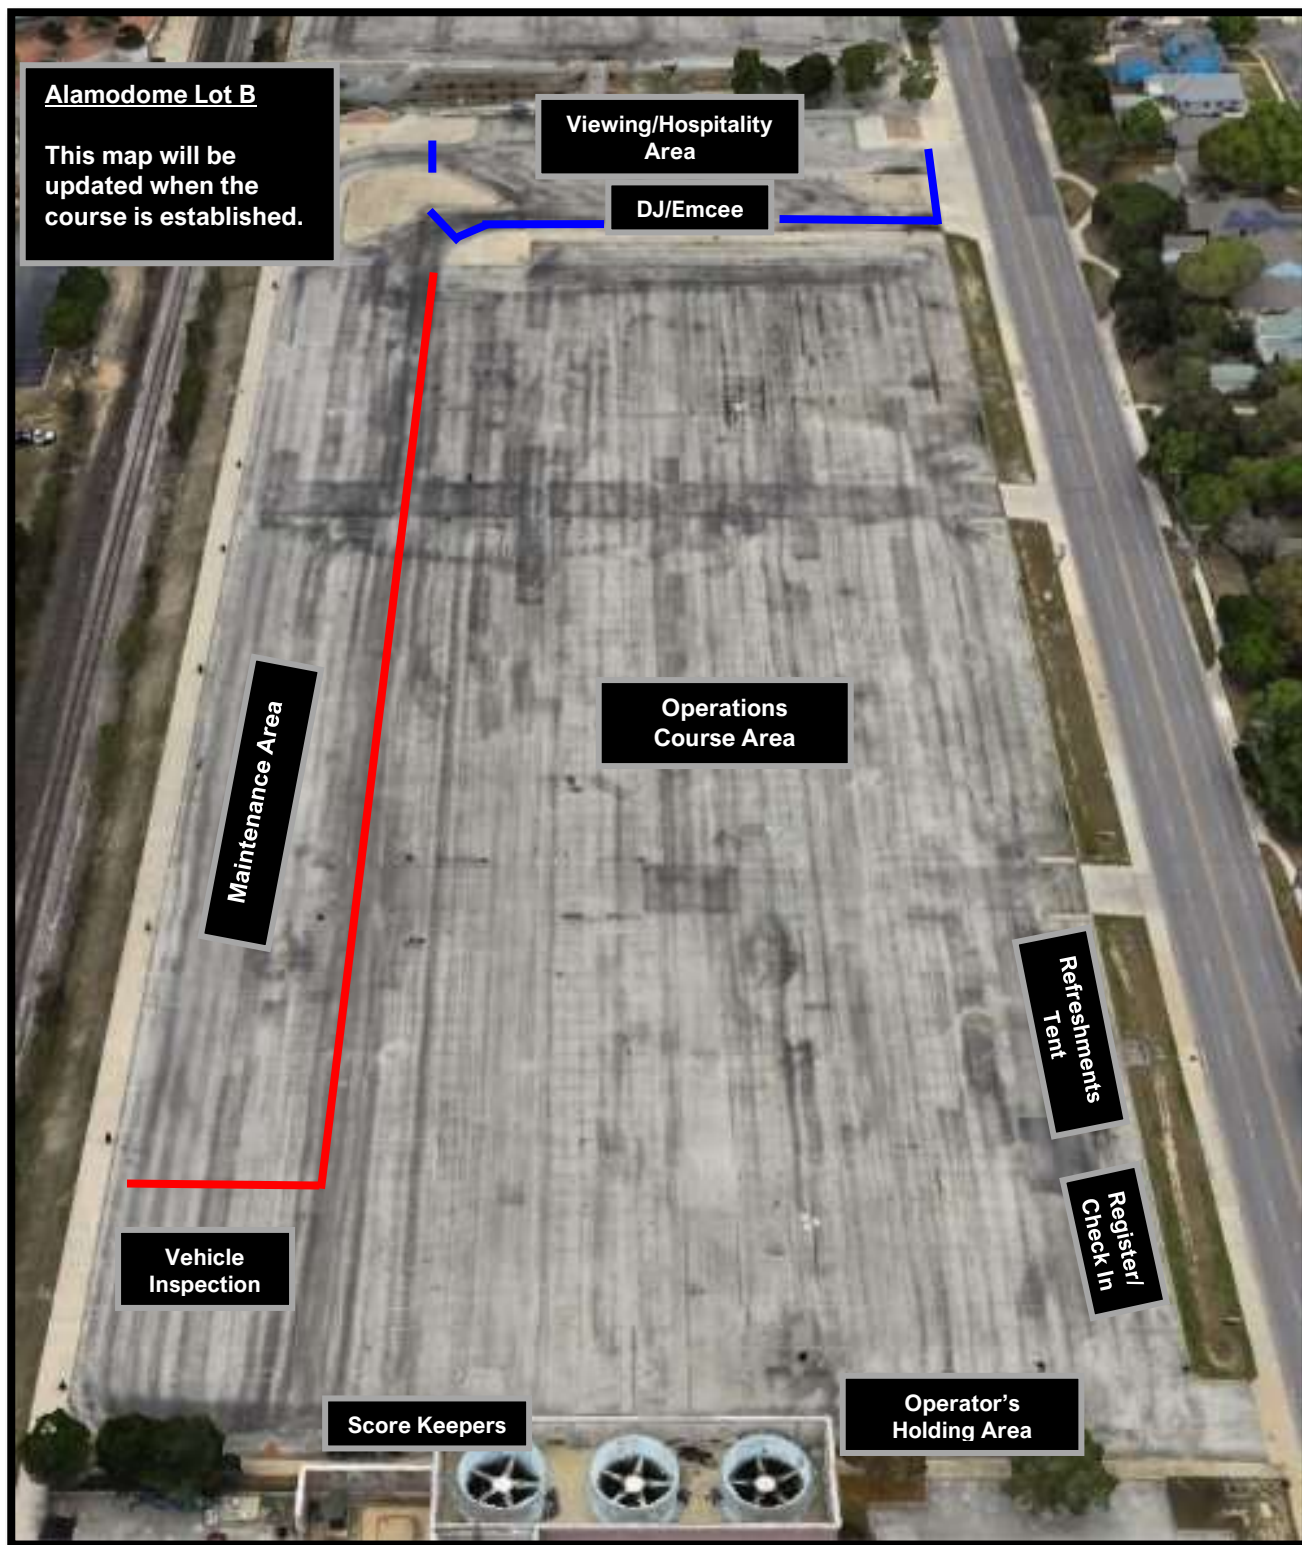 Alamodome Lot B
This map will be
updated when the
course is established.
Viewing/Hospitality
Area
DJ/Emcee
Maintenance Area
Operations
Course Area
Refreshments
Tent
Register/
Check In
Vehicle
Inspection
Score Keepers
Operator’s
Holding Area